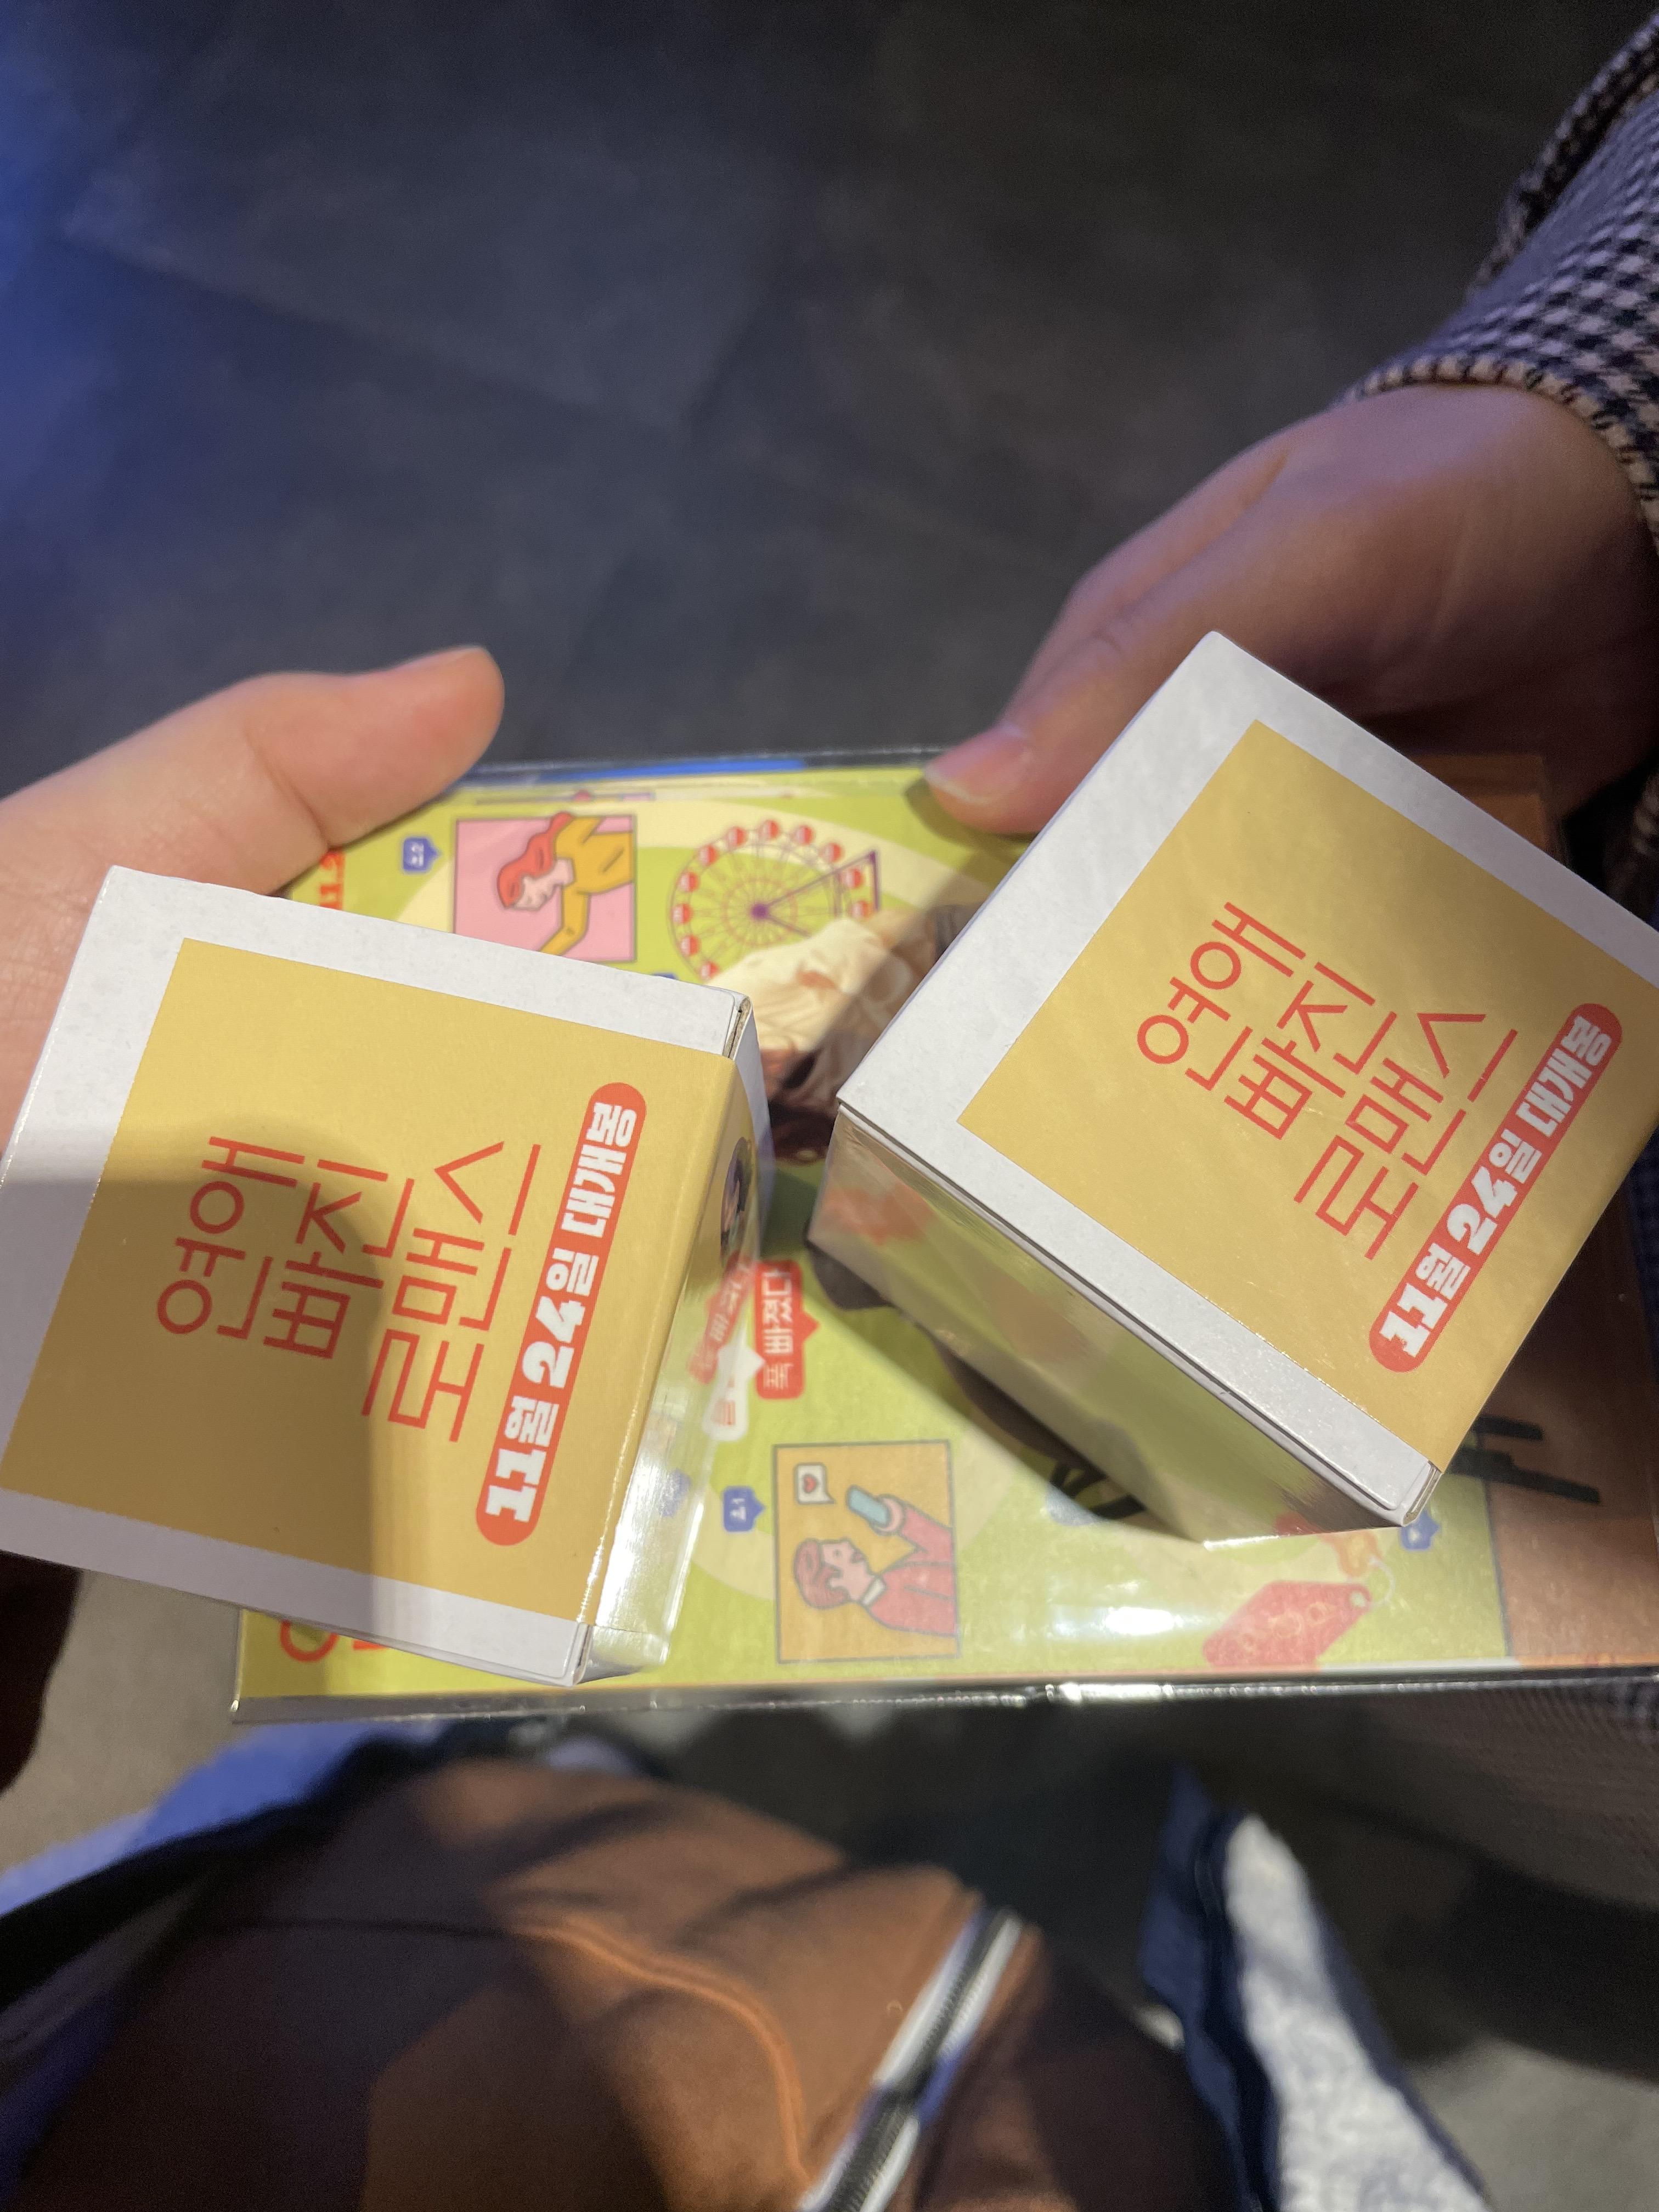 연애
빠진
로맨스
11월 24일 대개봉
연애
빠진
로맨스
11월 24일 대개봉
푹 빠졌다